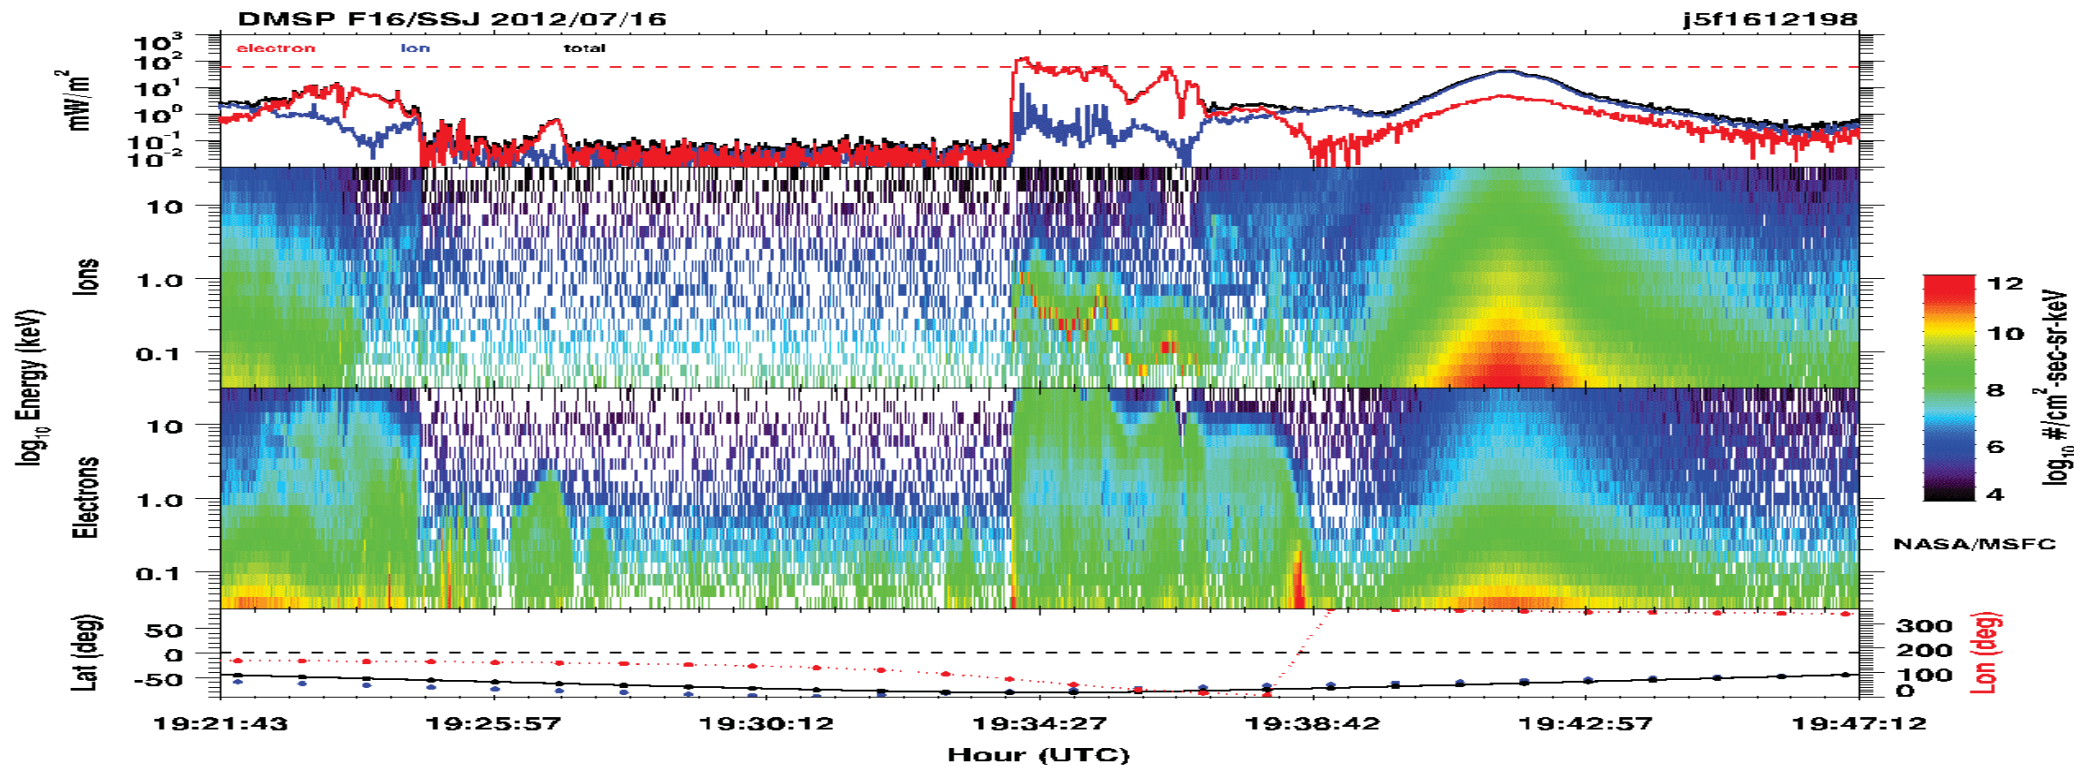 DMSP F16/SSJ 2012/07/16 j5f1612198
electron Ion total
10³
10²
10¹
10⁰
10⁻¹
10⁻²
mW/m²
10
1.0
0.1
Ions
log₁₀ Energy (keV)
10
1.0
0.1
Electrons
12
10
8
6
4
log₁₀ #/cm²-sec-sr-keV
NASA/MSFC
50
0
-50
Lat (deg)
300
200
100
0
Lon (deg)
19:21:43 19:25:57 19:30:12 19:34:27 19:38:42 19:42:57 19:47:12
Hour (UTC)